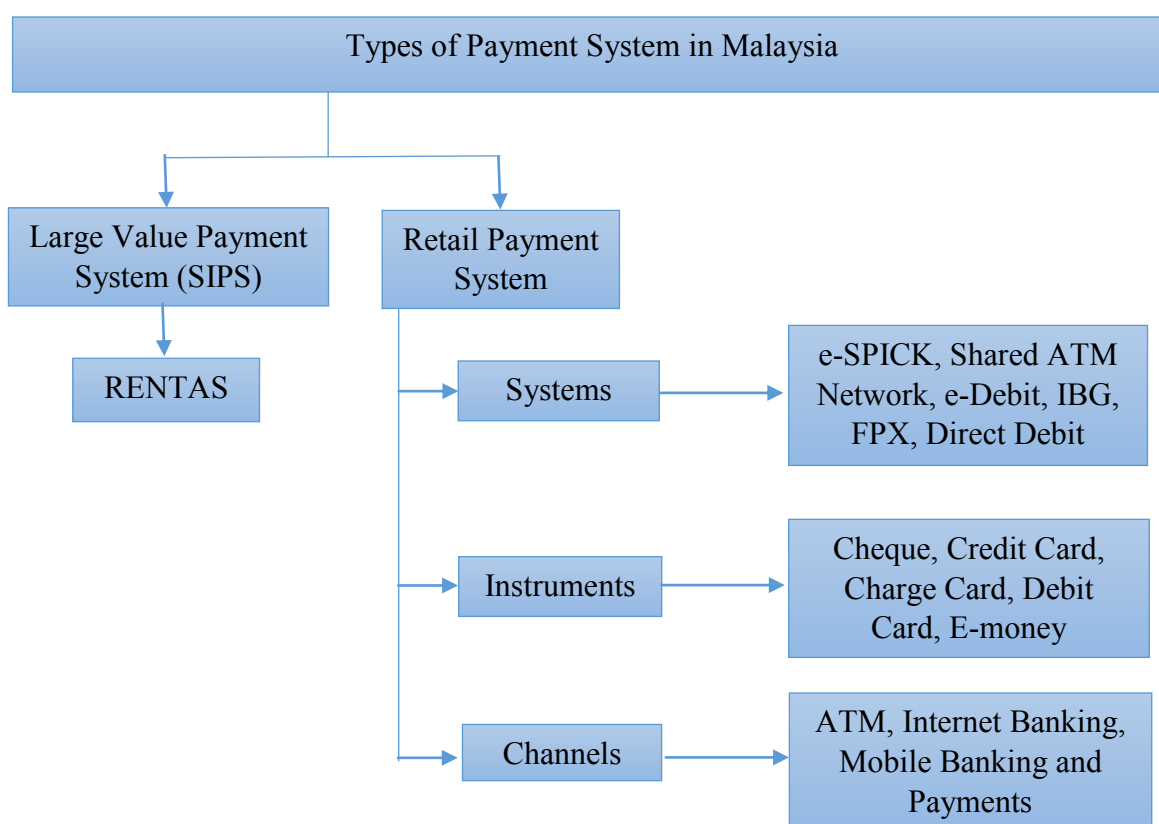 Types of Payment System in Malaysia
Large Value Payment
System (SIPS)
Retail Payment
System
RENTAS
Systems
e-SPICK, Shared ATM
Network, e-Debit, IBG,
FPX, Direct Debit
Instruments
Cheque, Credit Card,
Charge Card, Debit
Card, E-money
Channels
ATM, Internet Banking,
Mobile Banking and
Payments